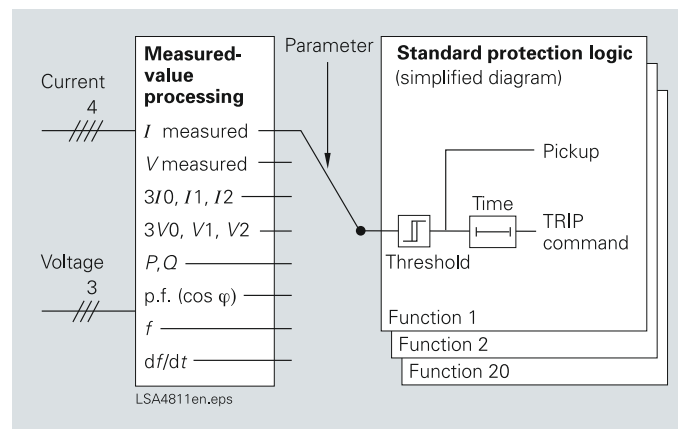 Current
4
Voltage
3
Measured-
value
processing
I measured
V measured
3I0, I1, I2
3V0, V1, V2
P,Q
p.f. (cos φ)
f
df/dt
LSA4811en.eps
Parameter
Standard protection logic
(simplified diagram)
Pickup
Time
TRIP
command
Threshold
Function 1
Function 2
Function 20